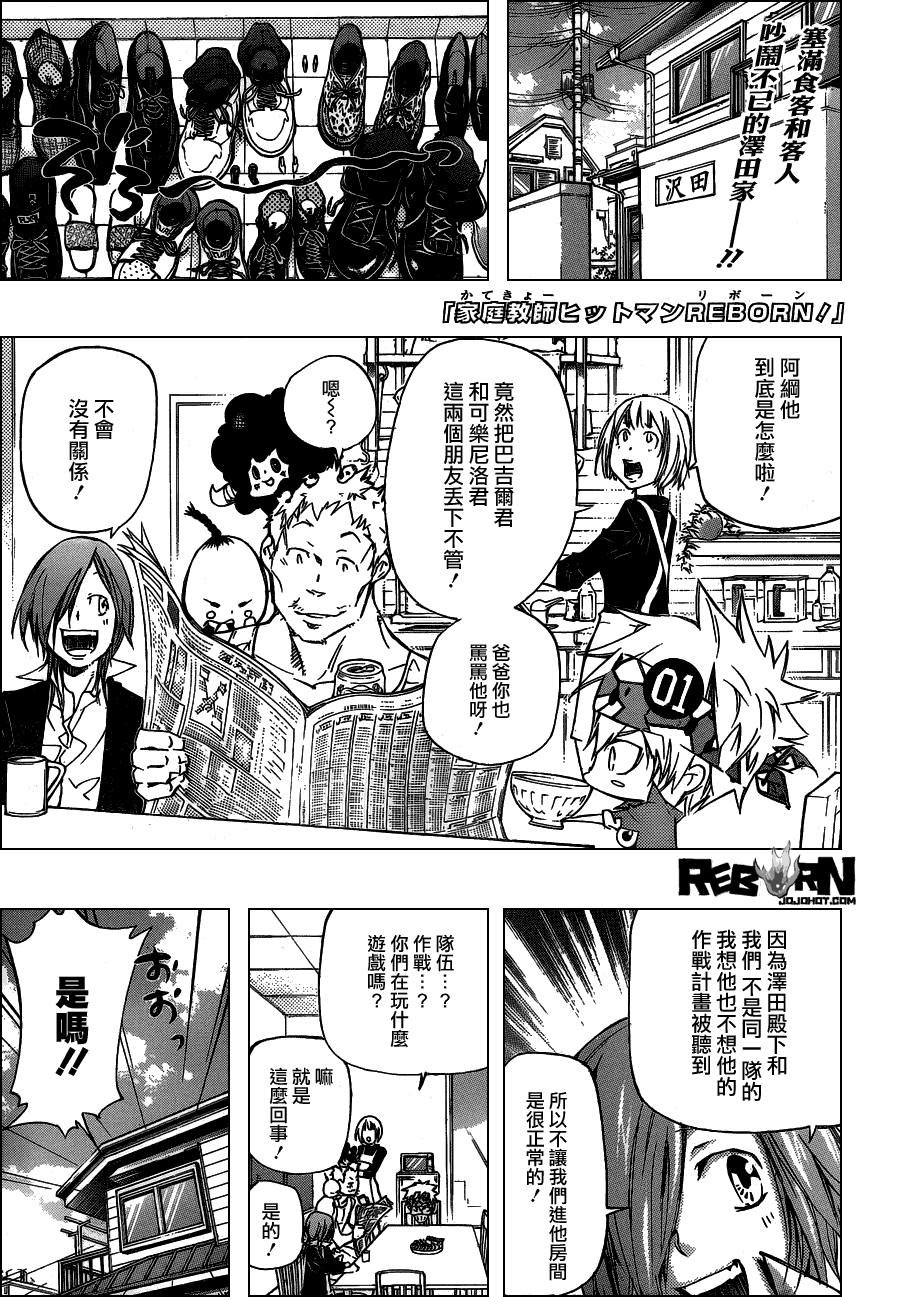 塞滿食客和客人
吵鬧不已的澤田家——!!
沢田
ズララ
かてきょー
リボーン
『家庭教師ヒットマンREBORN!』
阿綱他
到底是怎麼啦!
竟然把巴吉爾君
和可樂尼洛君
這兩個朋友丟下不管!
嗯~?
不會
沒有關係!
爸爸你也
罵罵他呀!
01
REBORN
JOJOHOT.COM
因為澤田殿下和
我們不是同一隊的
我想他也不想他的
作戰計畫被聽到
所以不讓我們進他房間
是很正常的!
隊伍…?
作戰…?
你們在玩什麼
遊戲嗎?
嘛
就是
這麼回事!
是的!
おおっ
是嗎!!